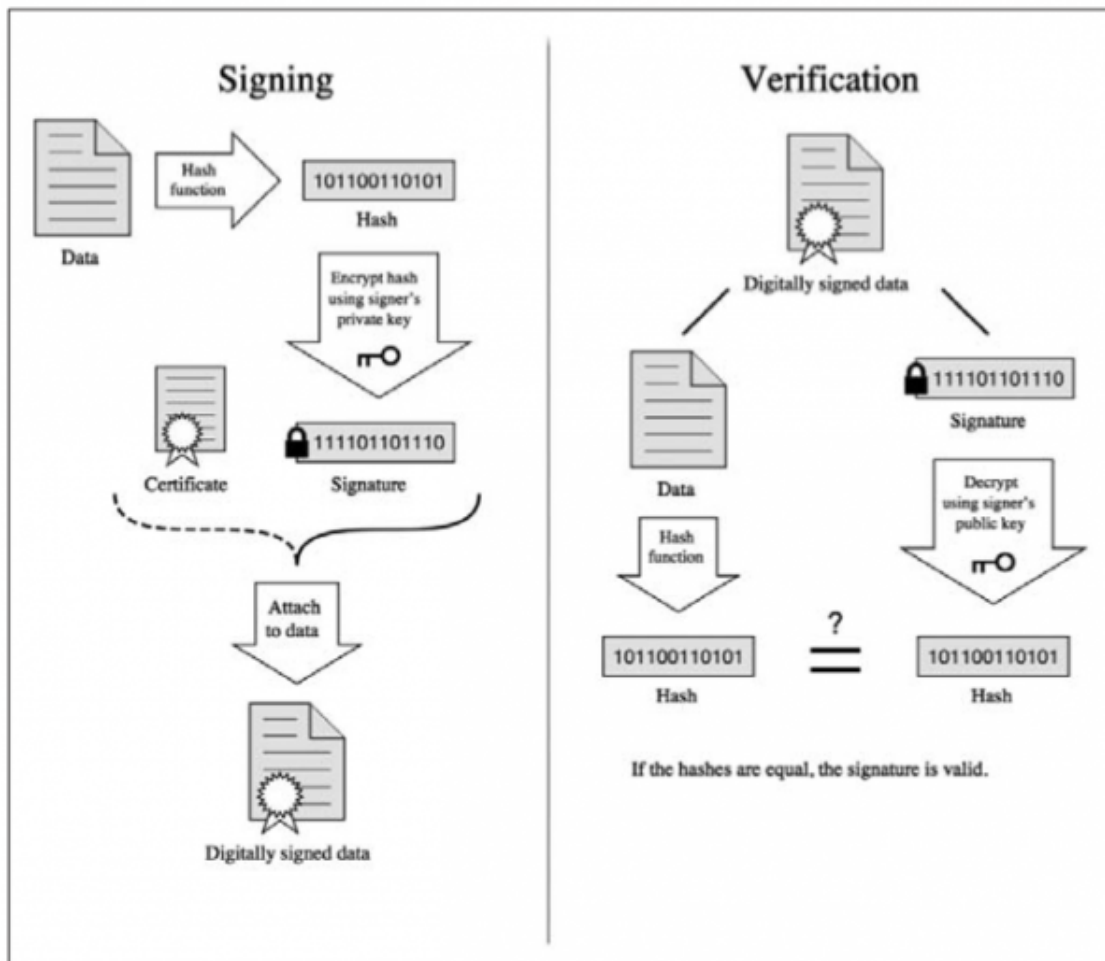 Signing
Hash
function
101100110101
Hash
Data
Encrypt hash
using signer's
private key
111101101110
Certificate
Signature
Attach
to data
Digitally signed data
Verification
Digitally signed data
111101101110
Signature
Data
Decrypt
using signer's
public key
Hash
function
?
101100110101
101100110101
Hash
Hash
If the hashes are equal, the signature is valid.